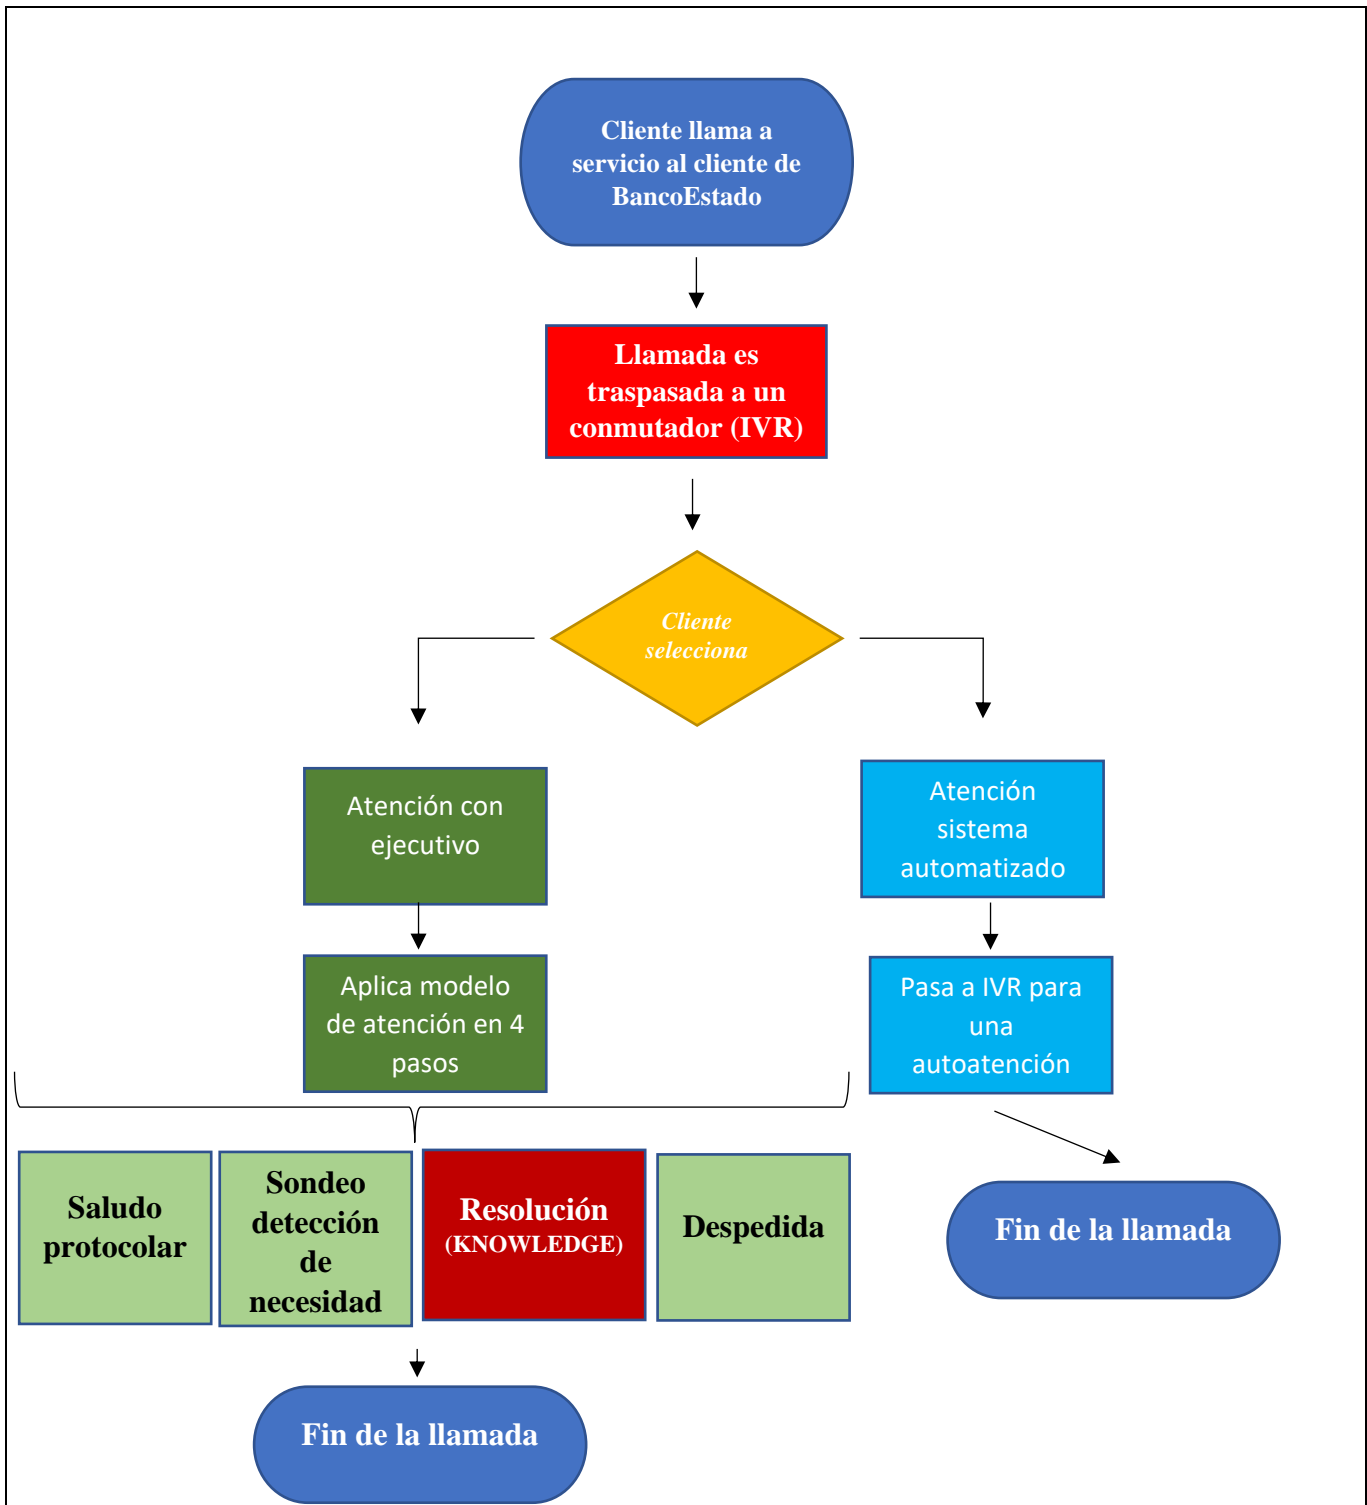 Cliente llama a
servicio al cliente de
BancoEstado
Llamada es
traspasada a un
conmutador (IVR)
Cliente
selecciona
Atención con
ejecutivo
Atención
sistema
automatizado
Aplica modelo
de atención en 4
pasos
Pasa a IVR para
una
autoatención
Saludo
protocolar
Sondeo
detección
de
necesidad
Resolución
(KNOWLEDGE)
Despedida
Fin de la llamada
Fin de la llamada